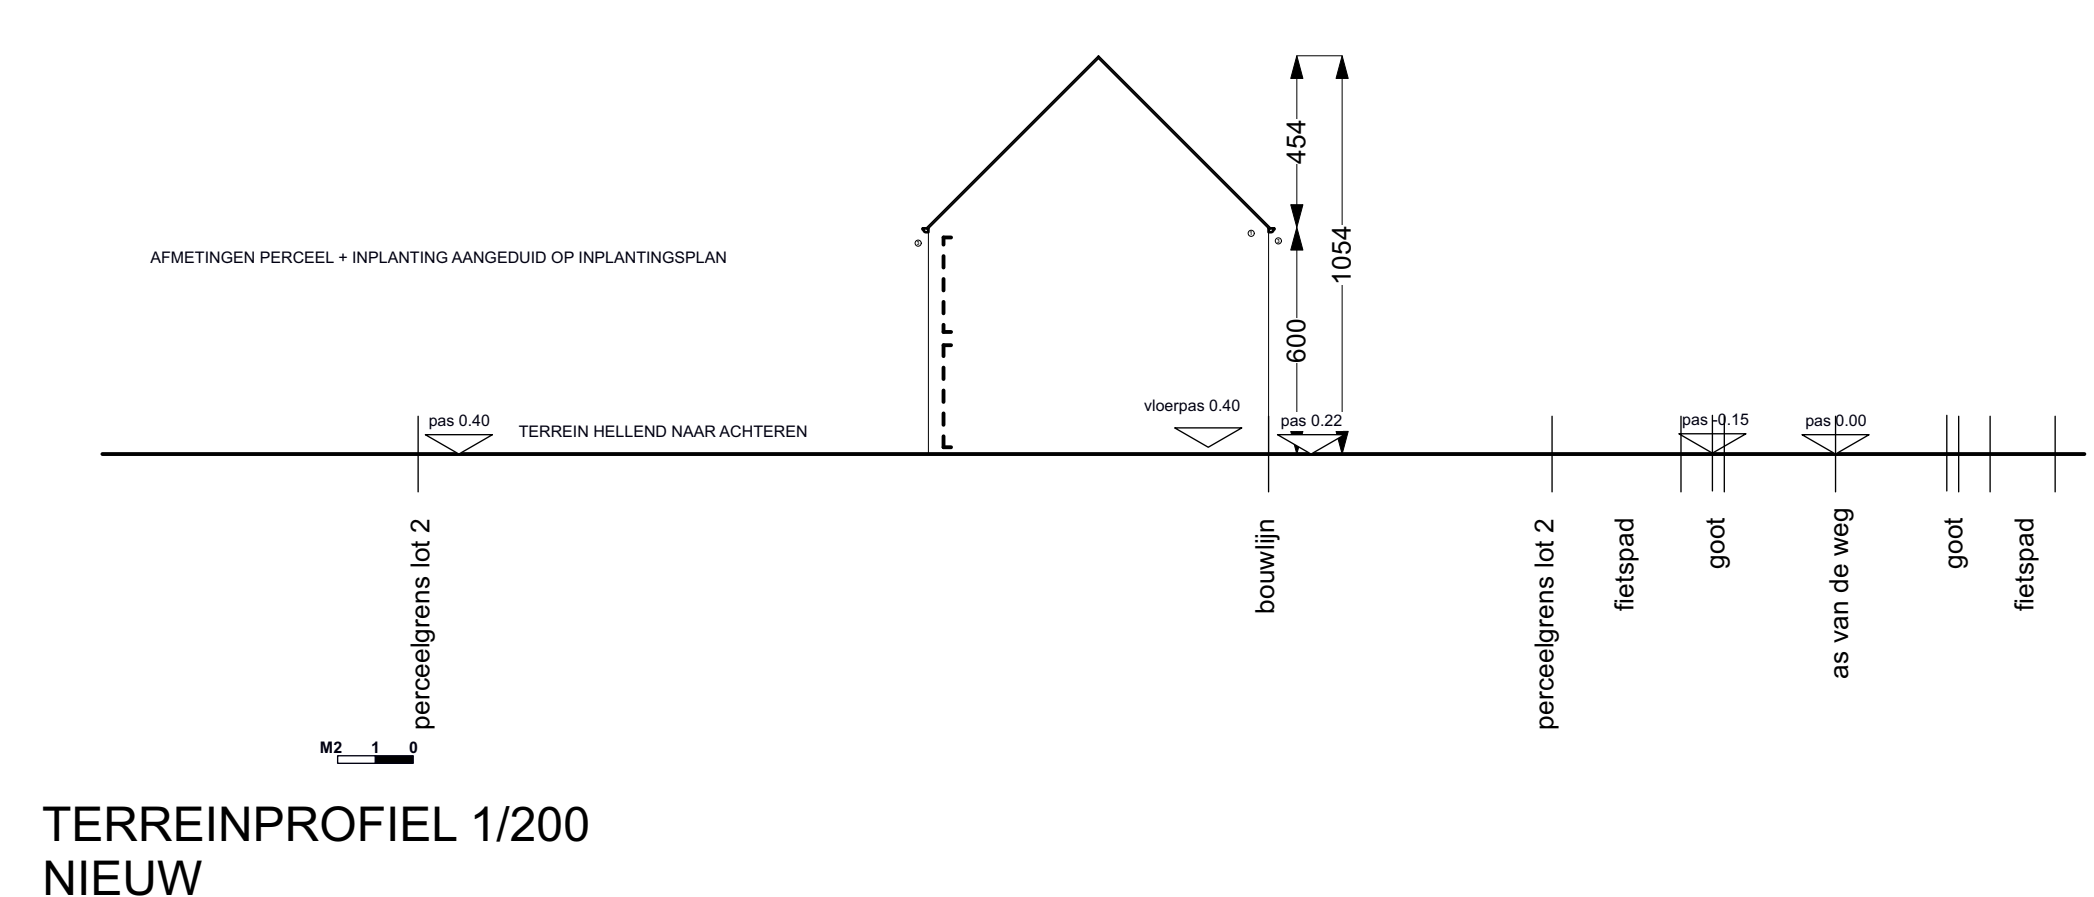 454
1054
600
AFMETINGEN PERCEEL + INPLANTING AANGEDUID OP INPLANTINGSPLAN
vloerpas 0.40
pas 0.40
TERREIN HELLEND NAAR ACHTEREN
pas 0.22
pas -0.15
pas 0.00
perceelgrens lot 2
bouwlijn
perceelgrens lot 2
fietspad
goot
as van de weg
goot
fietspad
M2 1 0
TERREINPROFIEL 1/200
NIEUW